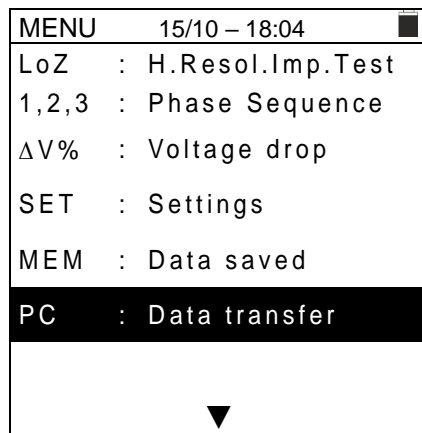 MENU 15/10 – 18:04
LoZ : H.Resol.Imp.Test
1,2,3 : Phase Sequence
ΔV% : Voltage drop
SET : Settings
MEM : Data saved
PC : Data transfer